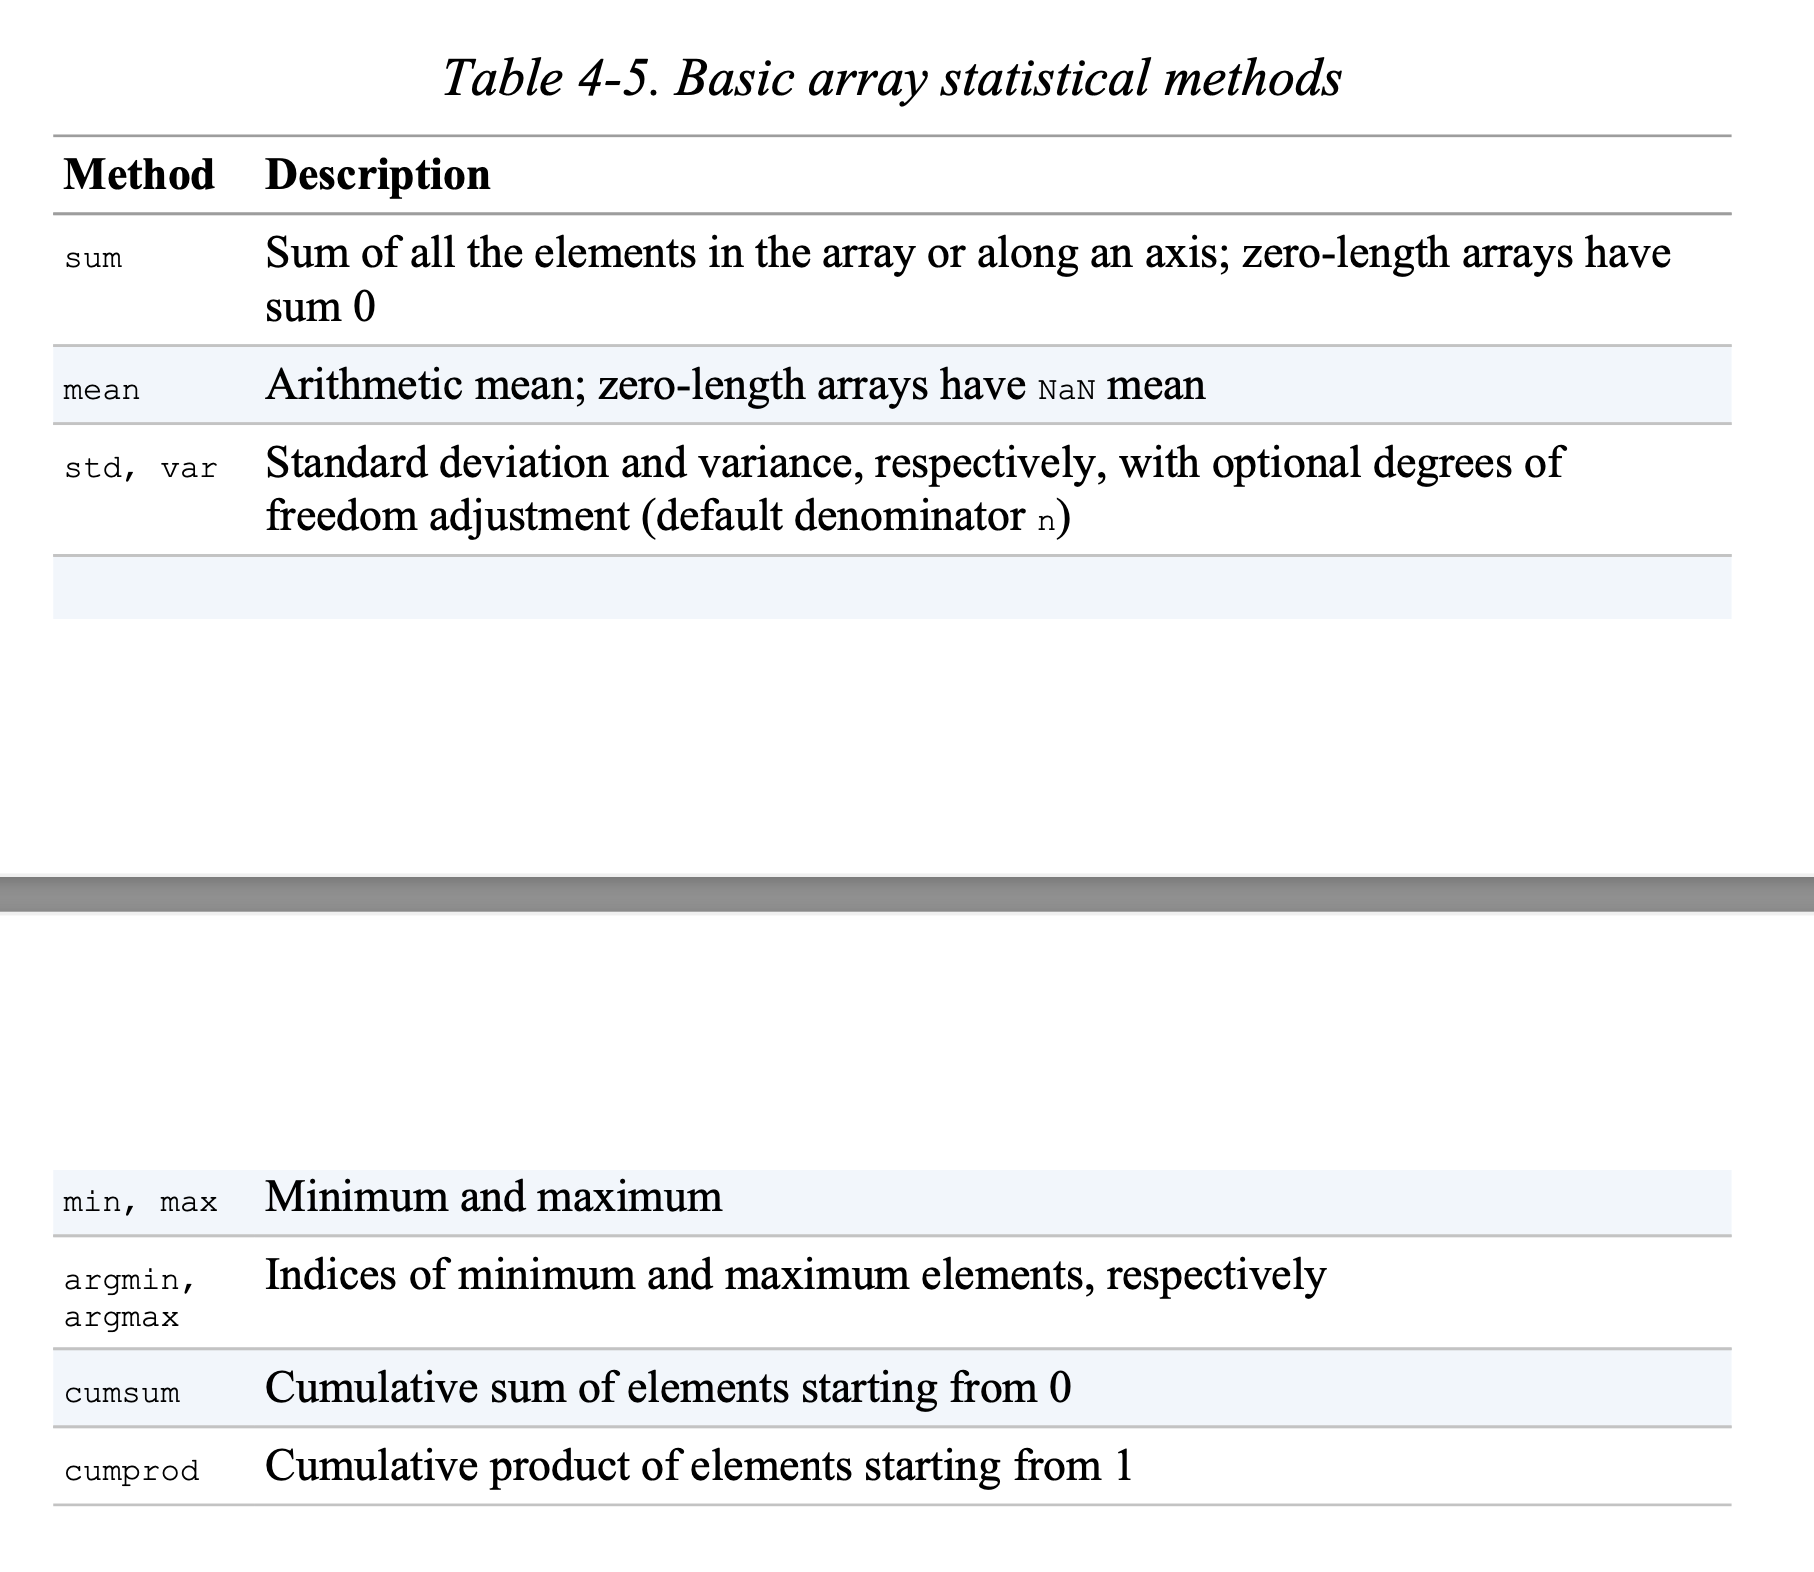 Table 4-5. Basic array statistical methods
Method Description
sum Sum of all the elements in the array or along an axis; zero-length arrays have
sum 0
mean Arithmetic mean; zero-length arrays have NaN mean
std, var Standard deviation and variance, respectively, with optional degrees of
freedom adjustment (default denominator n)
min, max Minimum and maximum
argmin, Indices of minimum and maximum elements, respectively
argmax
cumsum Cumulative sum of elements starting from 0
cumprod Cumulative product of elements starting from 1